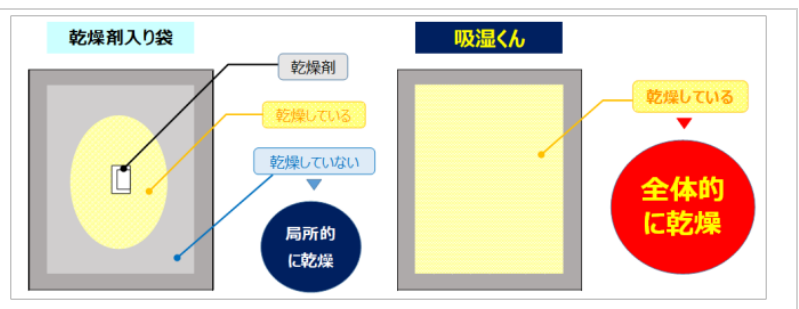 乾燥剤入り袋
乾燥剤
乾燥している
乾燥していない
局所的
に乾燥
吸湿くん
乾燥している
全体的
に乾燥